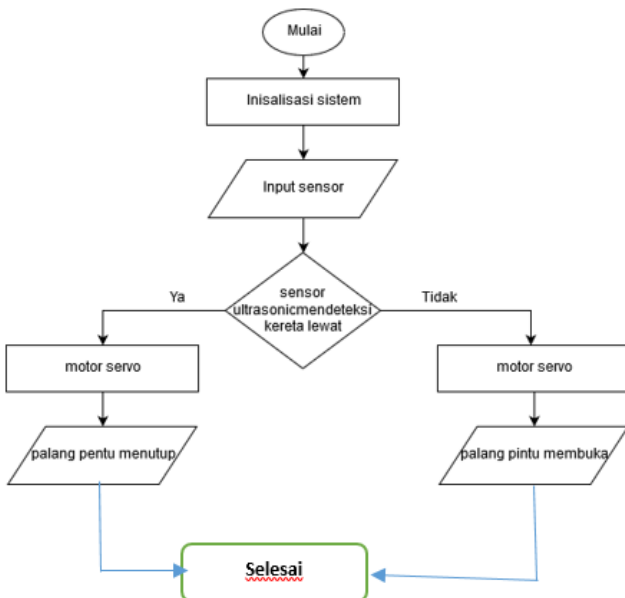 Mulai
Inisalisasi sistem
Input sensor
sensor
ultrasonicmendeteksi
kereta lewat
Ya
Tidak
motor servo
motor servo
palang pentu menutup
palang pintu membuka
Selesai